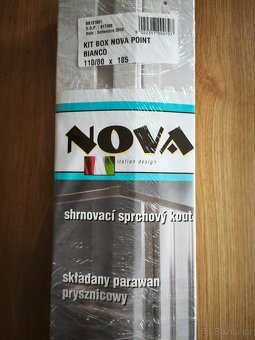 KIT BOX NOVA POINT
BIANCO
110/80 x 185
NOVA
italian design
shrnovací sprchový kout
składany parawan
prysznicowy